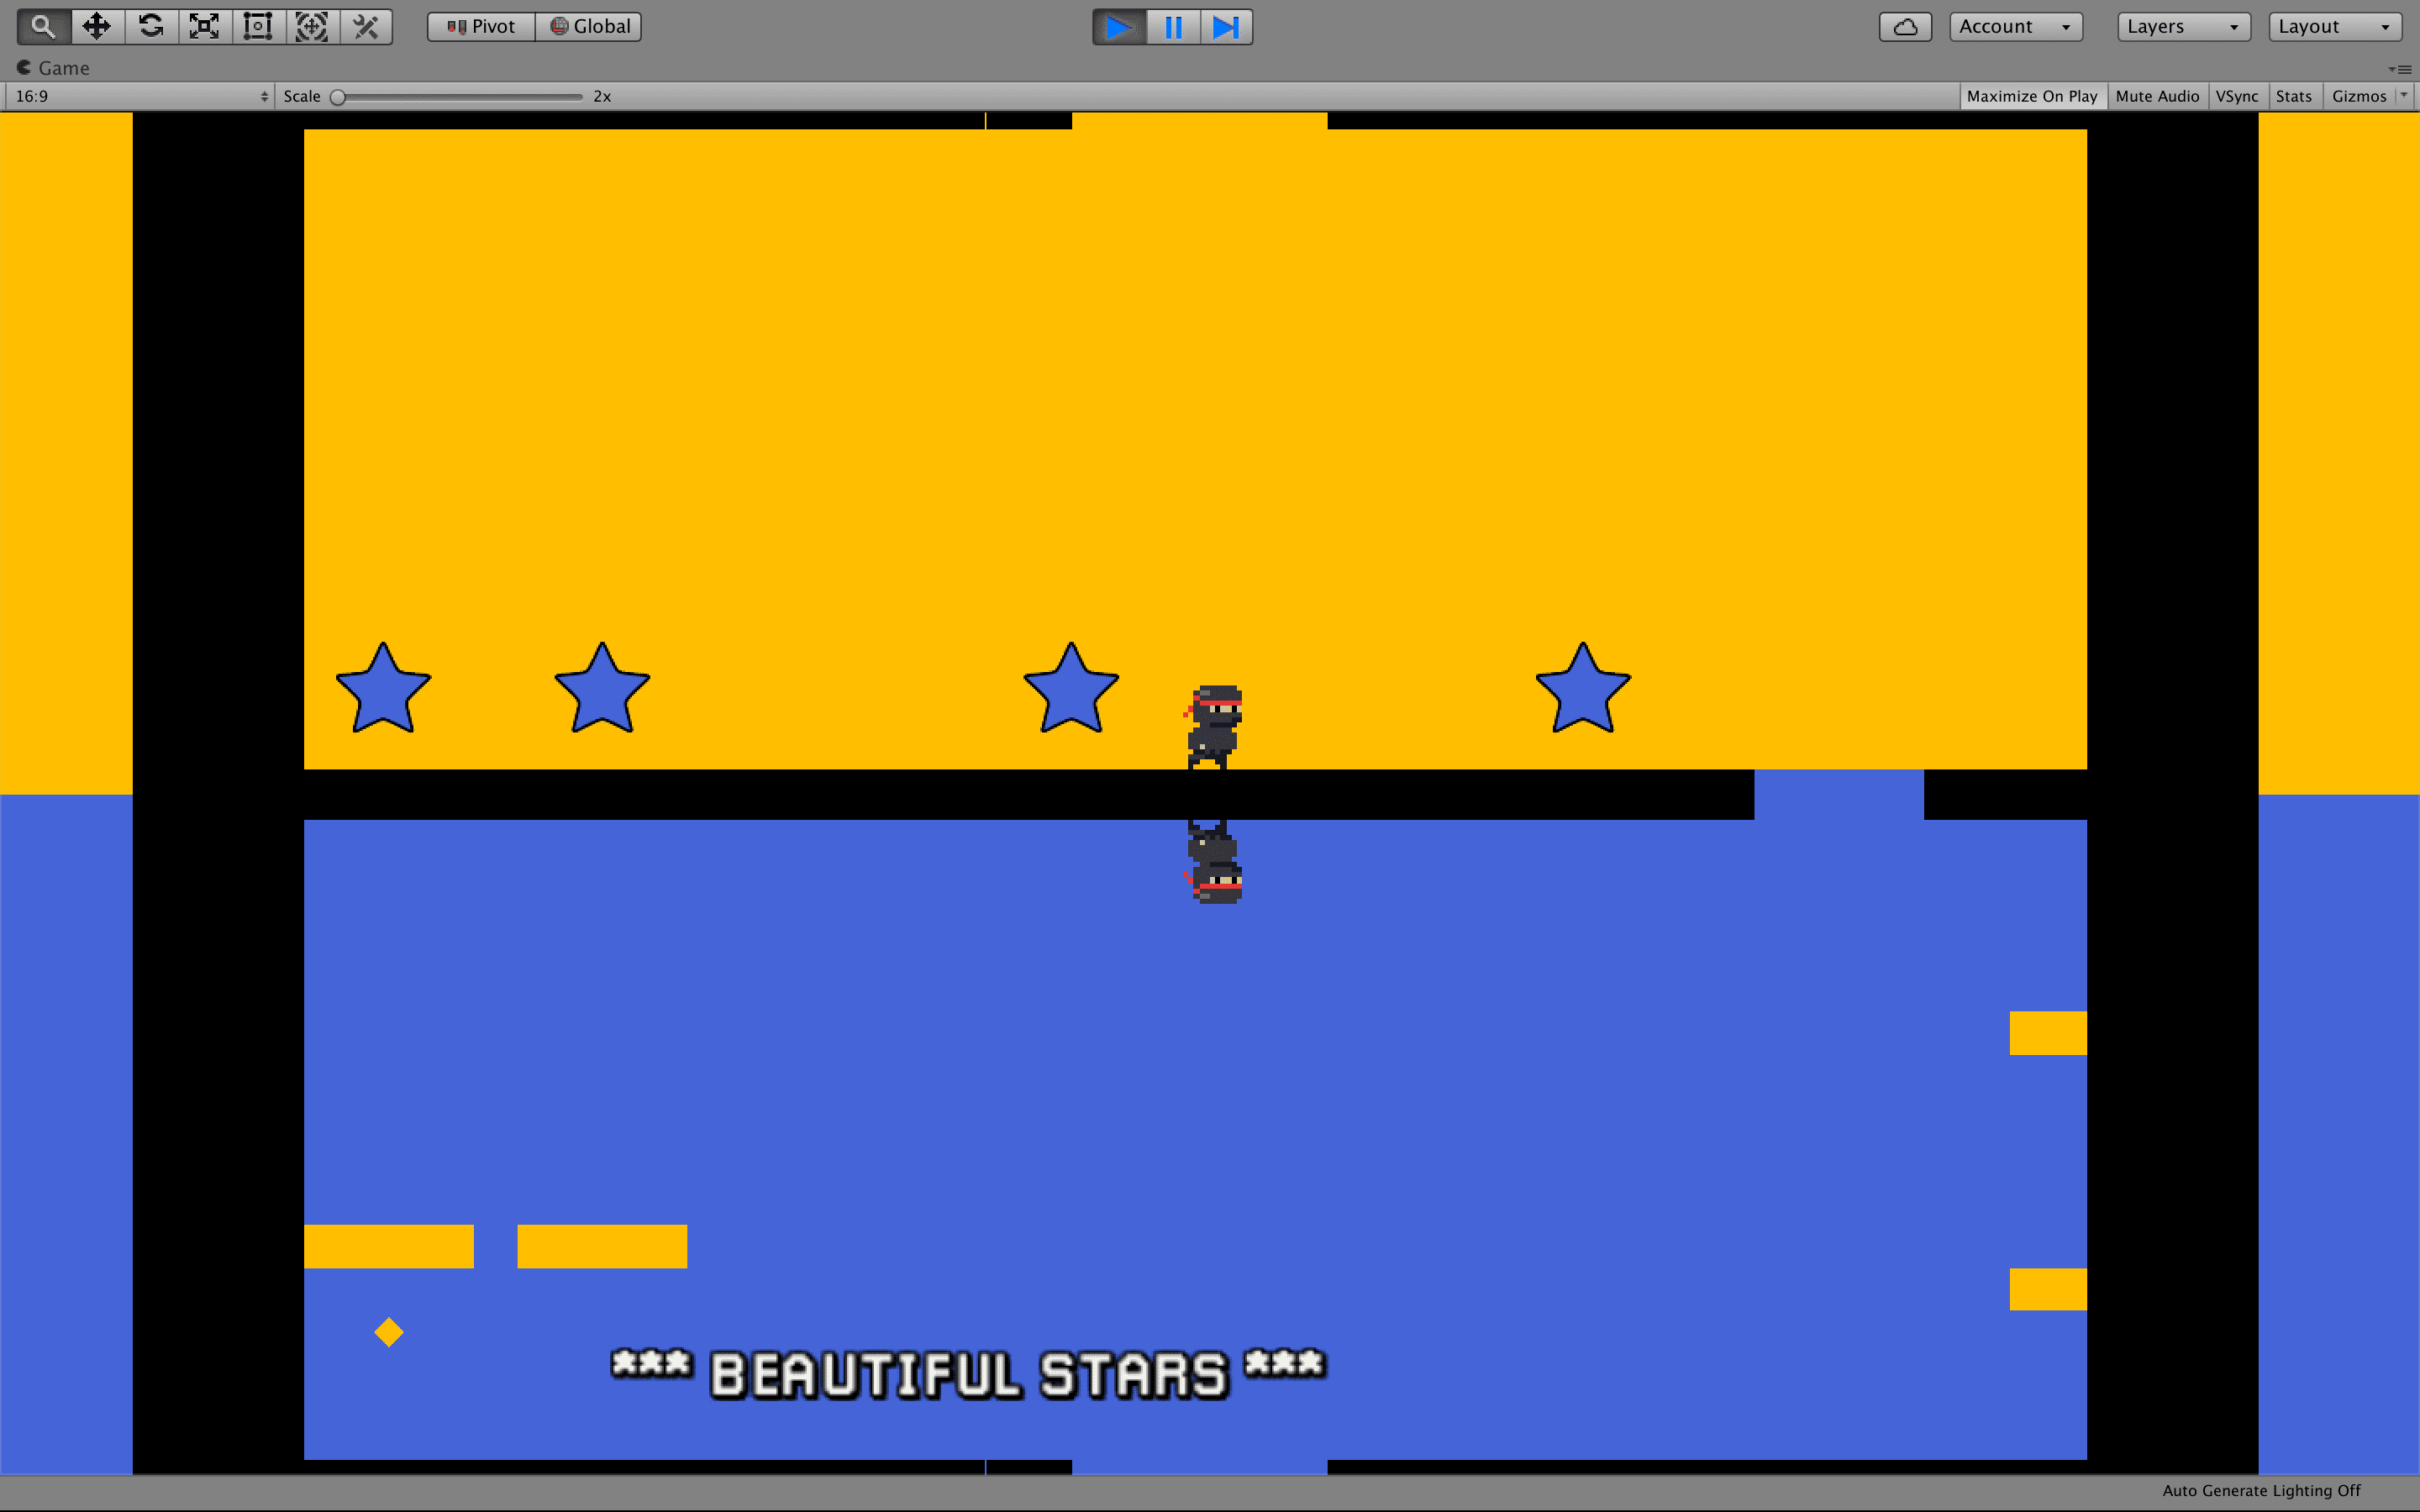 Pivot Global Account Layers Layout
Game
16:9 Scale 2x Maximize On Play Mute Audio VSync Stats Gizmos
*** BEAUTIFUL STARS ***
Auto Generate Lighting Off